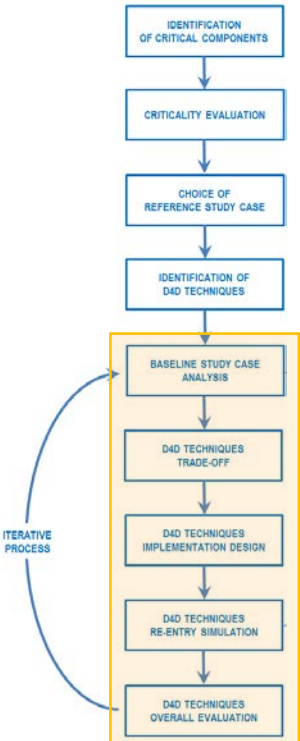 IDENTIFICATION
OF CRITICAL COMPONENTS
CRITICALITY EVALUATION
CHOICE OF
REFERENCE STUDY CASE
IDENTIFICATION OF
D4D TECHNIQUES
BASELINE STUDY CASE
ANALYSIS
D4D TECHNIQUES
TRADE-OFF
ITERATIVE
PROCESS
D4D TECHNIQUES
IMPLEMENTATION DESIGN
D4D TECHNIQUES
RE-ENTRY SIMULATION
D4D TECHNIQUES
OVERALL EVALUATION